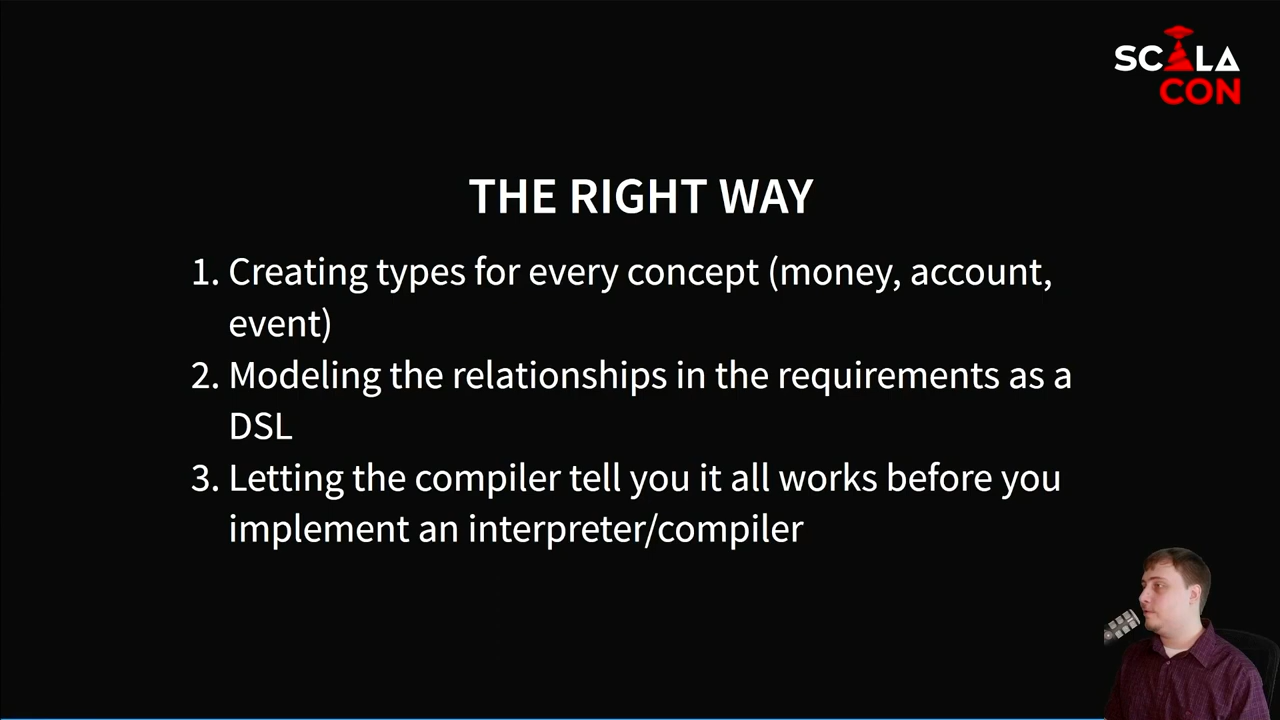 SCALA
CON
THE RIGHT WAY
1. Creating types for every concept (money, account,
event)
2. Modeling the relationships in the requirements as a
DSL
3. Letting the compiler tell you it all works before you
implement an interpreter/compiler